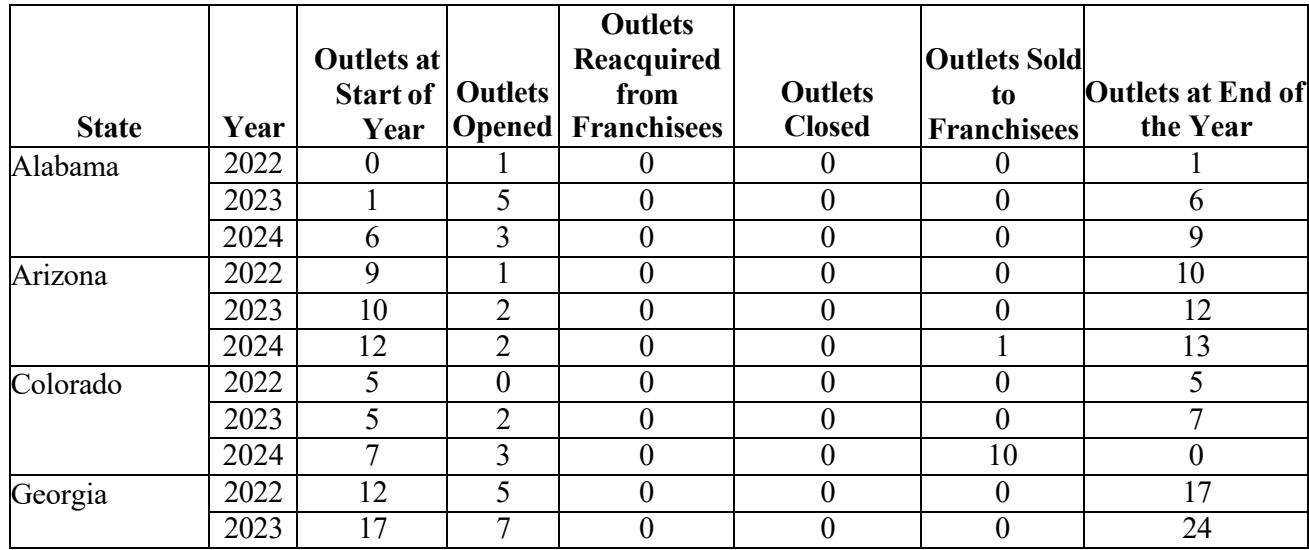 State Year Outlets at Start of Year Outlets Opened Outlets Reacquired from Franchisees Outlets Closed Outlets Sold to Franchisees Outlets at End of the Year
Alabama 2022 0 1 0 0 0 1
2023 1 5 0 0 0 6
2024 6 3 0 0 0 9
Arizona 2022 9 1 0 0 0 10
2023 10 2 0 0 0 12
2024 12 2 0 0 1 13
Colorado 2022 5 0 0 0 0 5
2023 5 2 0 0 0 7
2024 7 3 0 0 10 0
Georgia 2022 12 5 0 0 0 17
2023 17 7 0 0 0 24